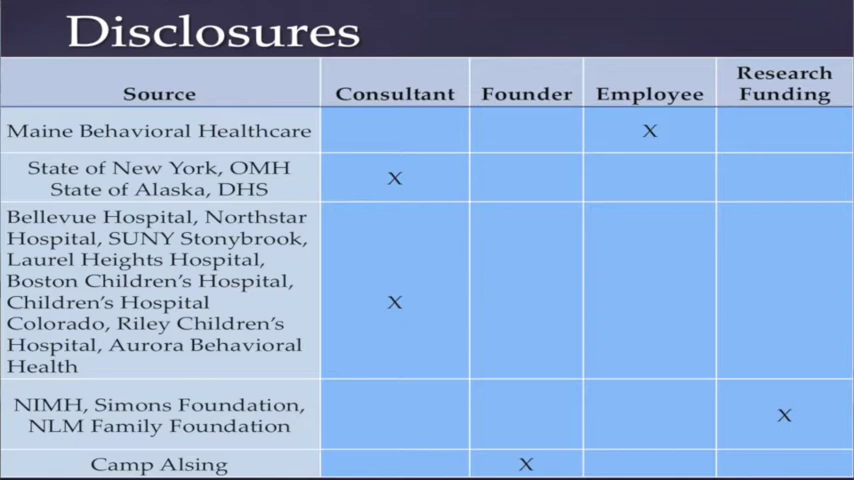 Disclosures
Source Consultant Founder Employee Research Funding
Maine Behavioral Healthcare X
State of New York, OMH
State of Alaska, DHS X
Bellevue Hospital, Northstar
Hospital, SUNY Stonybrook,
Laurel Heights Hospital,
Boston Children's Hospital,
Children's Hospital
Colorado, Riley Children's
Hospital, Aurora Behavioral
Health X
NIMH, Simons Foundation,
NLM Family Foundation X
Camp Alsing X